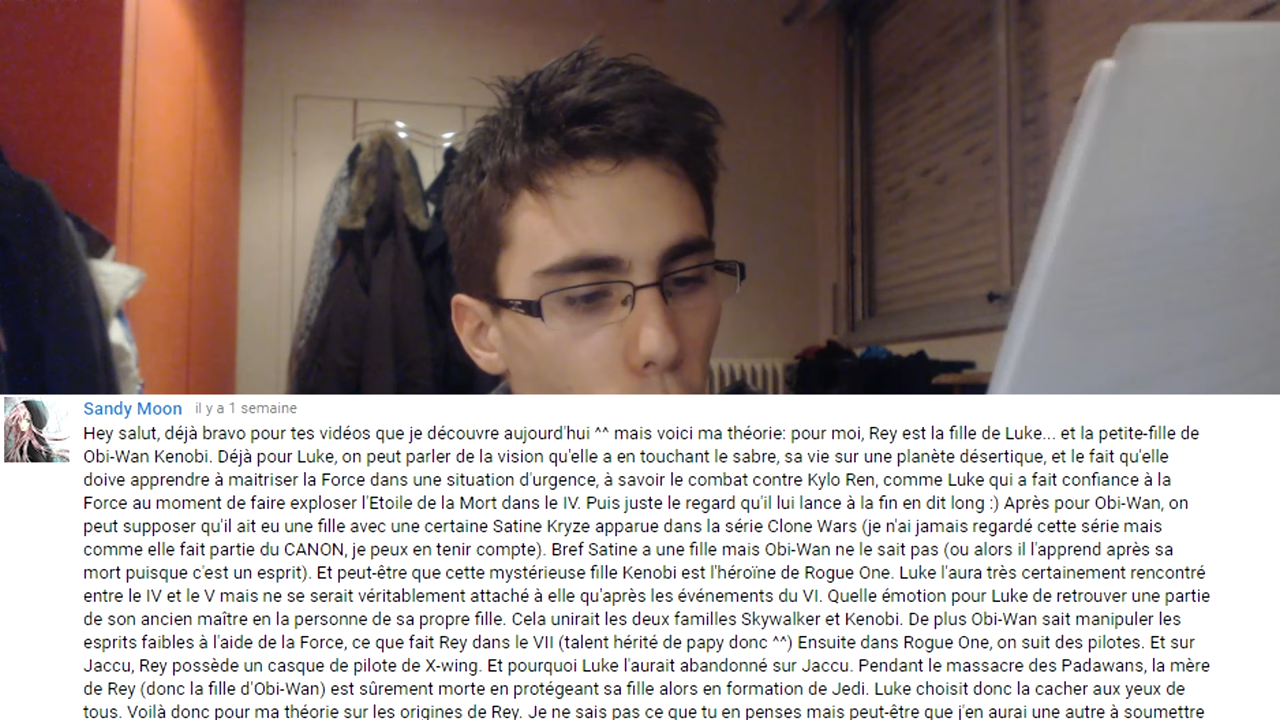 Sandy Moon il y a 1 semaine
Hey salut, déjà bravo pour tes vidéos que je découvre aujourd'hui ^^ mais voici ma théorie: pour moi, Rey est la fille de Luke... et la petite-fille de
Obi-Wan Kenobi. Déjà pour Luke, on peut parler de la vision qu'elle a en touchant le sabre, sa vie sur une planète désertique, et le fait qu'elle
doive apprendre à maitriser la Force dans une situation d'urgence, à savoir le combat contre Kylo Ren, comme Luke qui a fait confiance à la
Force au moment de faire exploser l'Etoile de la Mort dans le IV. Puis juste le regard qu'il lui lance à la fin en dit long :) Après pour Obi-Wan, on
peut supposer qu'il ait eu une fille avec une certaine Satine Kryze apparue dans la série Clone Wars (je n'ai jamais regardé cette série mais
comme elle fait partie du CANON, je peux en tenir compte). Bref Satine a une fille mais Obi-Wan ne le sait pas (ou alors il l'apprend après sa
mort puisque c'est un esprit). Et peut-être que cette mystérieuse fille Kenobi est l'héroïne de Rogue One. Luke l'aura très certainement rencontré
entre le IV et le V mais ne se serait véritablement attaché à elle qu'après les événements du VI. Quelle émotion pour Luke de retrouver une partie
de son ancien maître en la personne de sa propre fille. Cela unirait les deux familles Skywalker et Kenobi. De plus Obi-Wan sait manipuler les
esprits faibles à l'aide de la Force, ce que fait Rey dans le VII (talent hérité de papy donc ^^) Ensuite dans Rogue One, on suit des pilotes. Et sur
Jaccu, Rey possède un casque de pilote de X-wing. Et pourquoi Luke l'aurait abandonné sur Jaccu. Pendant le massacre des Padawans, la mère
de Rey (donc la fille d'Obi-Wan) est sûrement morte en protégeant sa fille alors en formation de Jedi. Luke choisit donc la cacher aux yeux de
tous. Voilà donc pour ma théorie sur les origines de Rey. Je ne sais pas ce que tu en penses mais peut-être que j'en aurai une autre à soumettre